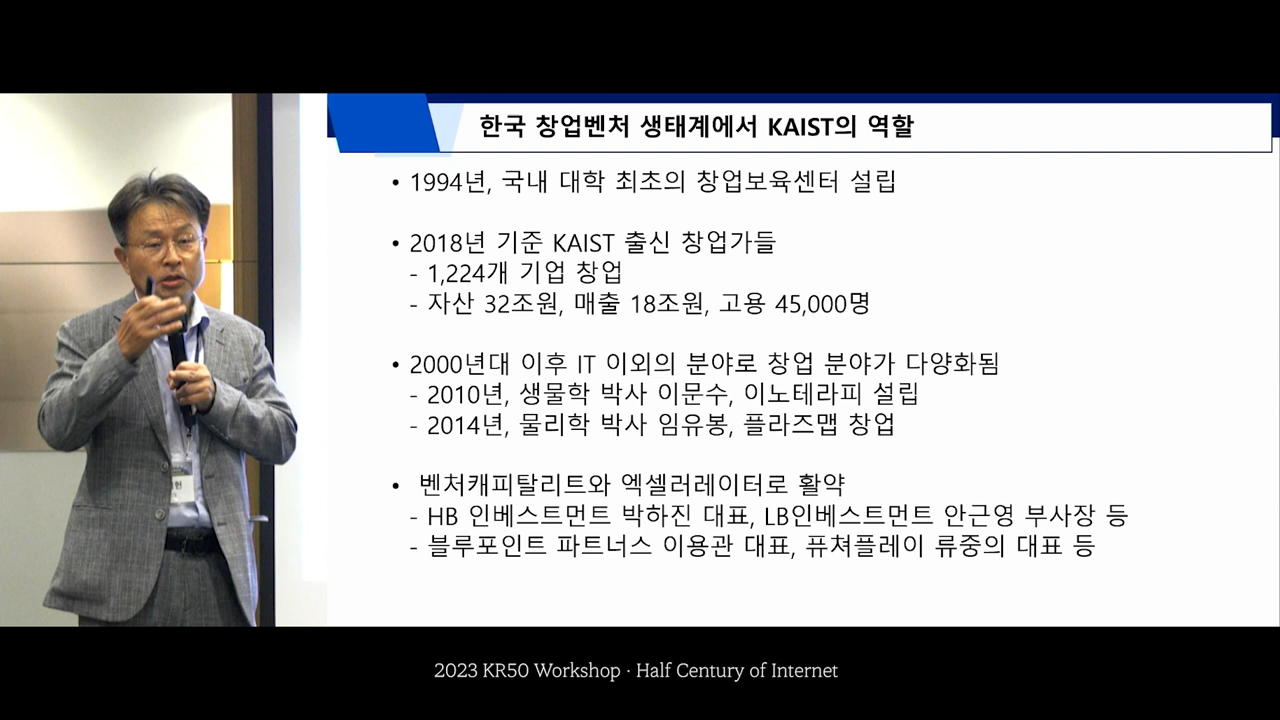 한국 창업벤처 생태계에서 KAIST의 역할
• 1994년, 국내 대학 최초의 창업보육센터 설립
• 2018년 기준 KAIST 출신 창업가들
- 1,224개 기업 창업
- 자산 32조원, 매출 18조원, 고용 45,000명
• 2000년대 이후 IT 이외의 분야로 창업 분야가 다양화됨
- 2010년, 생물학 박사 이문수, 이노테라피 설립
- 2014년, 물리학 박사 임유봉, 플라즈맵 창업
• 벤처캐피탈리트와 엑셀러레이터로 활약
- HB 인베스트먼트 박하진 대표, LB인베스트먼트 안근영 부사장 등
- 블루포인트 파트너스 이용관 대표, 퓨쳐플레이 류중의 대표 등
2023 KR50 Workshop · Half Century of Internet